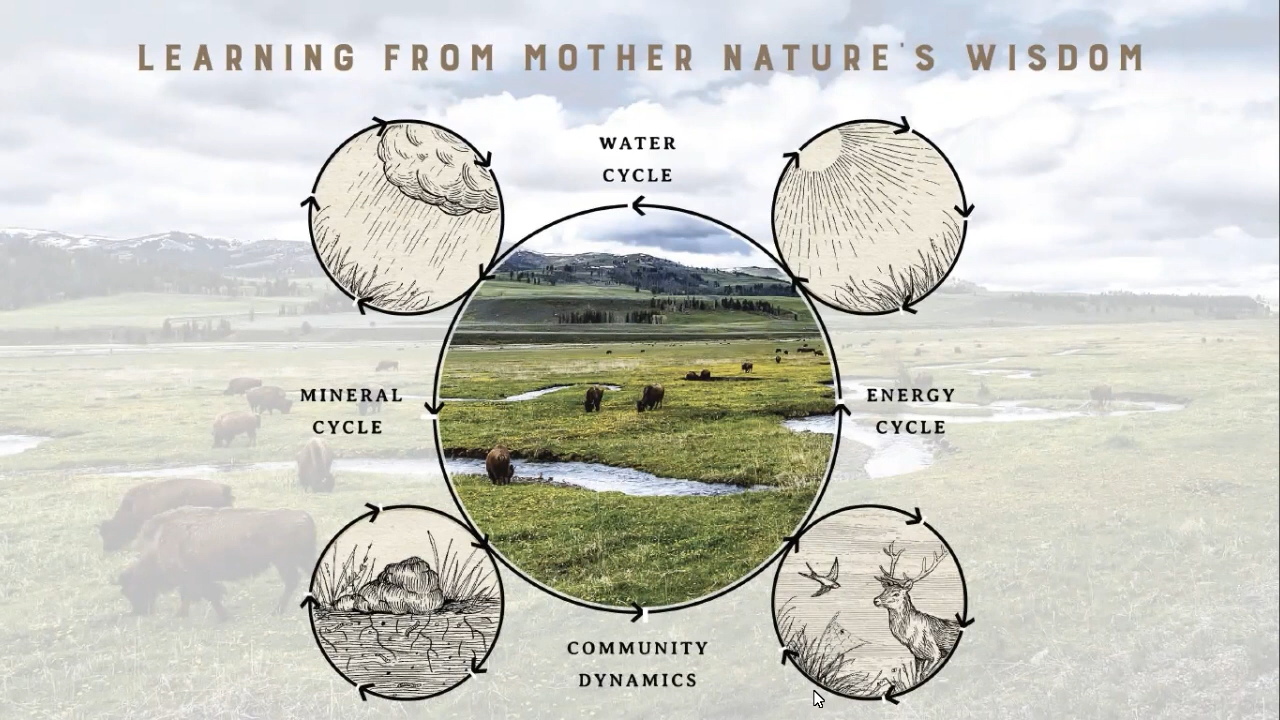 LEARNING FROM MOTHER NATURE'S WISDOM
WATER
CYCLE
MINERAL
CYCLE
ENERGY
CYCLE
COMMUNITY
DYNAMICS